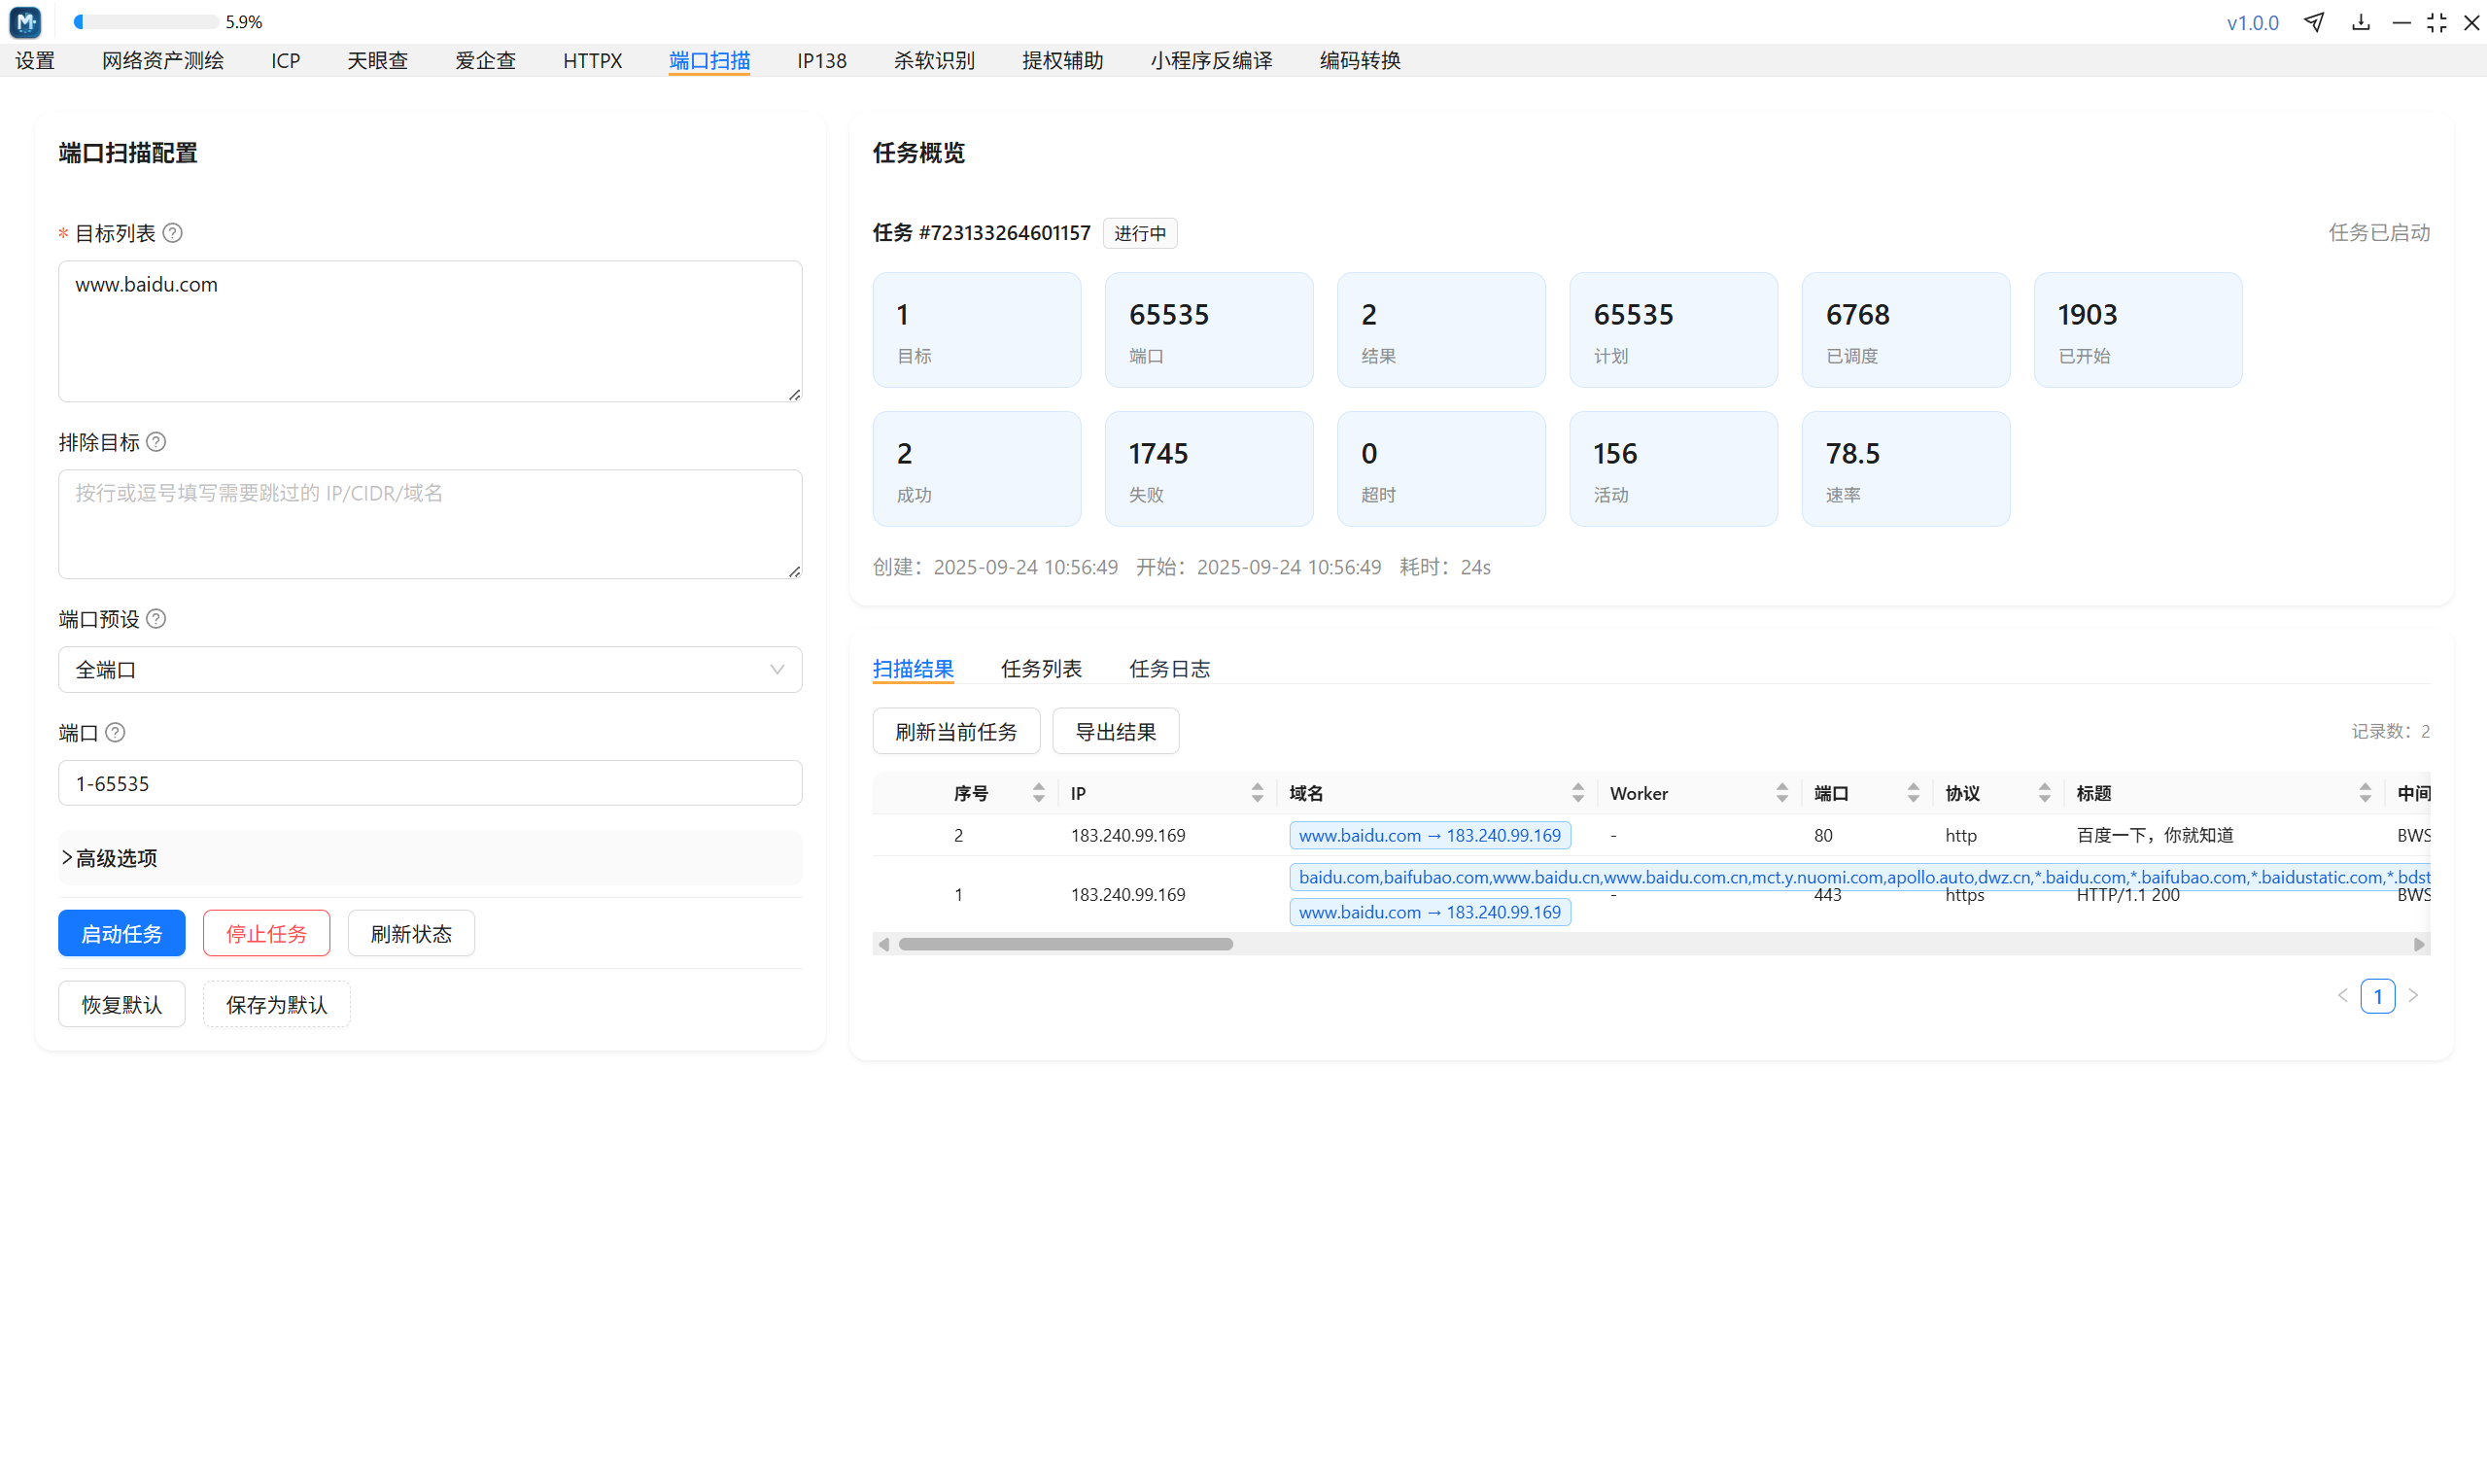 M
5.9%
v1.0.0
设置 网络资产测绘 ICP 天眼查 爱企查 HTTPX 端口扫描 IP138 杀软识别 提权辅助 小程序反编译 编码转换
端口扫描配置
* 目标列表
www.baidu.com
排除目标
按行或逗号填写需要跳过的 IP/CIDR/域名
端口预设
全端口
端口
1-65535
高级选项
启动任务 停止任务 刷新状态
恢复默认 保存为默认
任务概览
任务 #723133264601157 进行中 任务已启动
1 65535 2 65535 6768 1903
目标 端口 结果 计划 已调度 已开始
2 1745 0 156 78.5
成功 失败 超时 活动 速率
创建：2025-09-24 10:56:49 开始：2025-09-24 10:56:49 耗时：24s
扫描结果 任务列表 任务日志
刷新当前任务 导出结果 记录数：2
序号 IP 域名 Worker 端口 协议 标题 中间
2 183.240.99.169 www.baidu.com → 183.240.99.169 - 80 http 百度一下，你就知道 BWS
baidu.com,baifubao.com,www.baidu.cn,www.baidu.com.cn,mct.y.nuomi.com,apollo.auto,dwz.cn,*.baidu.com,*.baifubao.com,*.baidustatic.com,*.bdst
1 183.240.99.169 - 443 https HTTP/1.1 200 BWS
www.baidu.com → 183.240.99.169
1